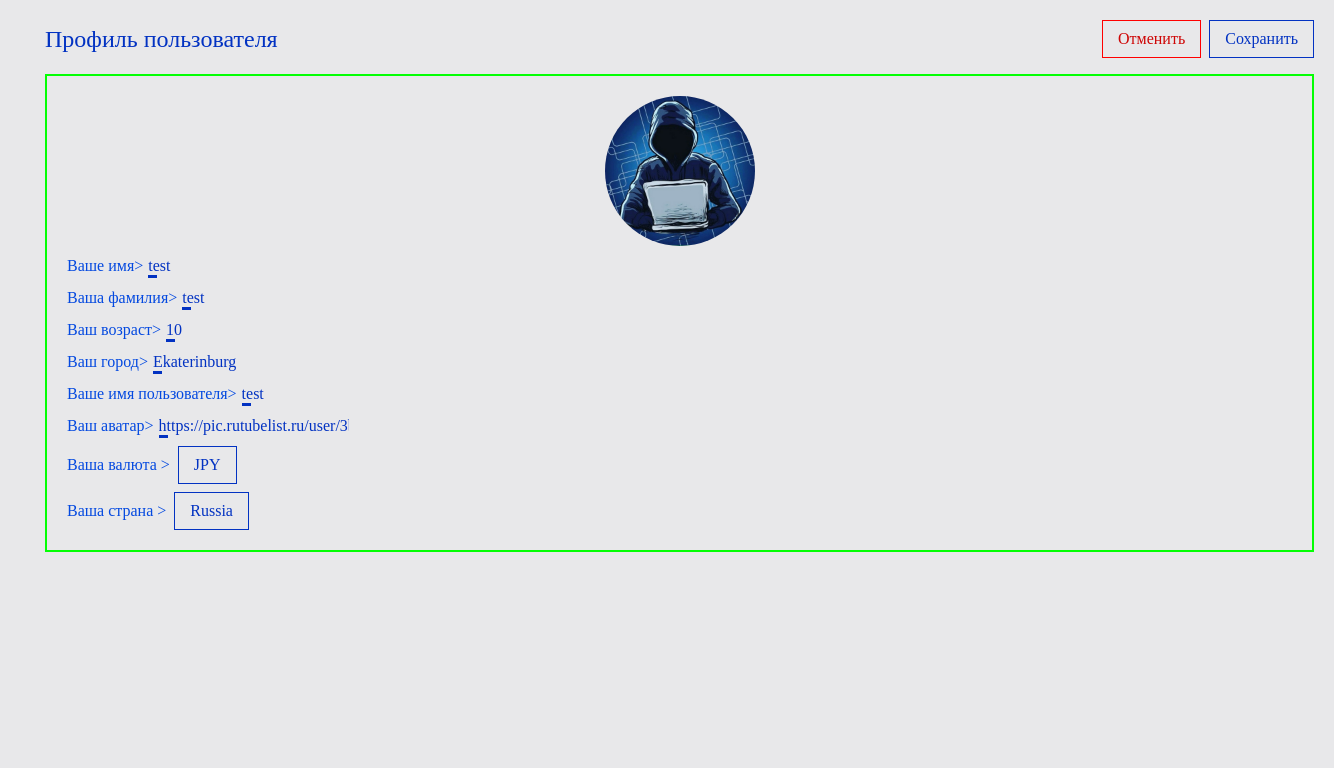 Профиль пользователя
Отменить
Сохранить
Ваше имя> test
Ваша фамилия> test
Ваш возраст> 10
Ваш город> Ekaterinburg
Ваше имя пользователя> test
Ваш аватар> https://pic.rutubelist.ru/user/3
Ваша валюта > JPY
Ваша страна > Russia